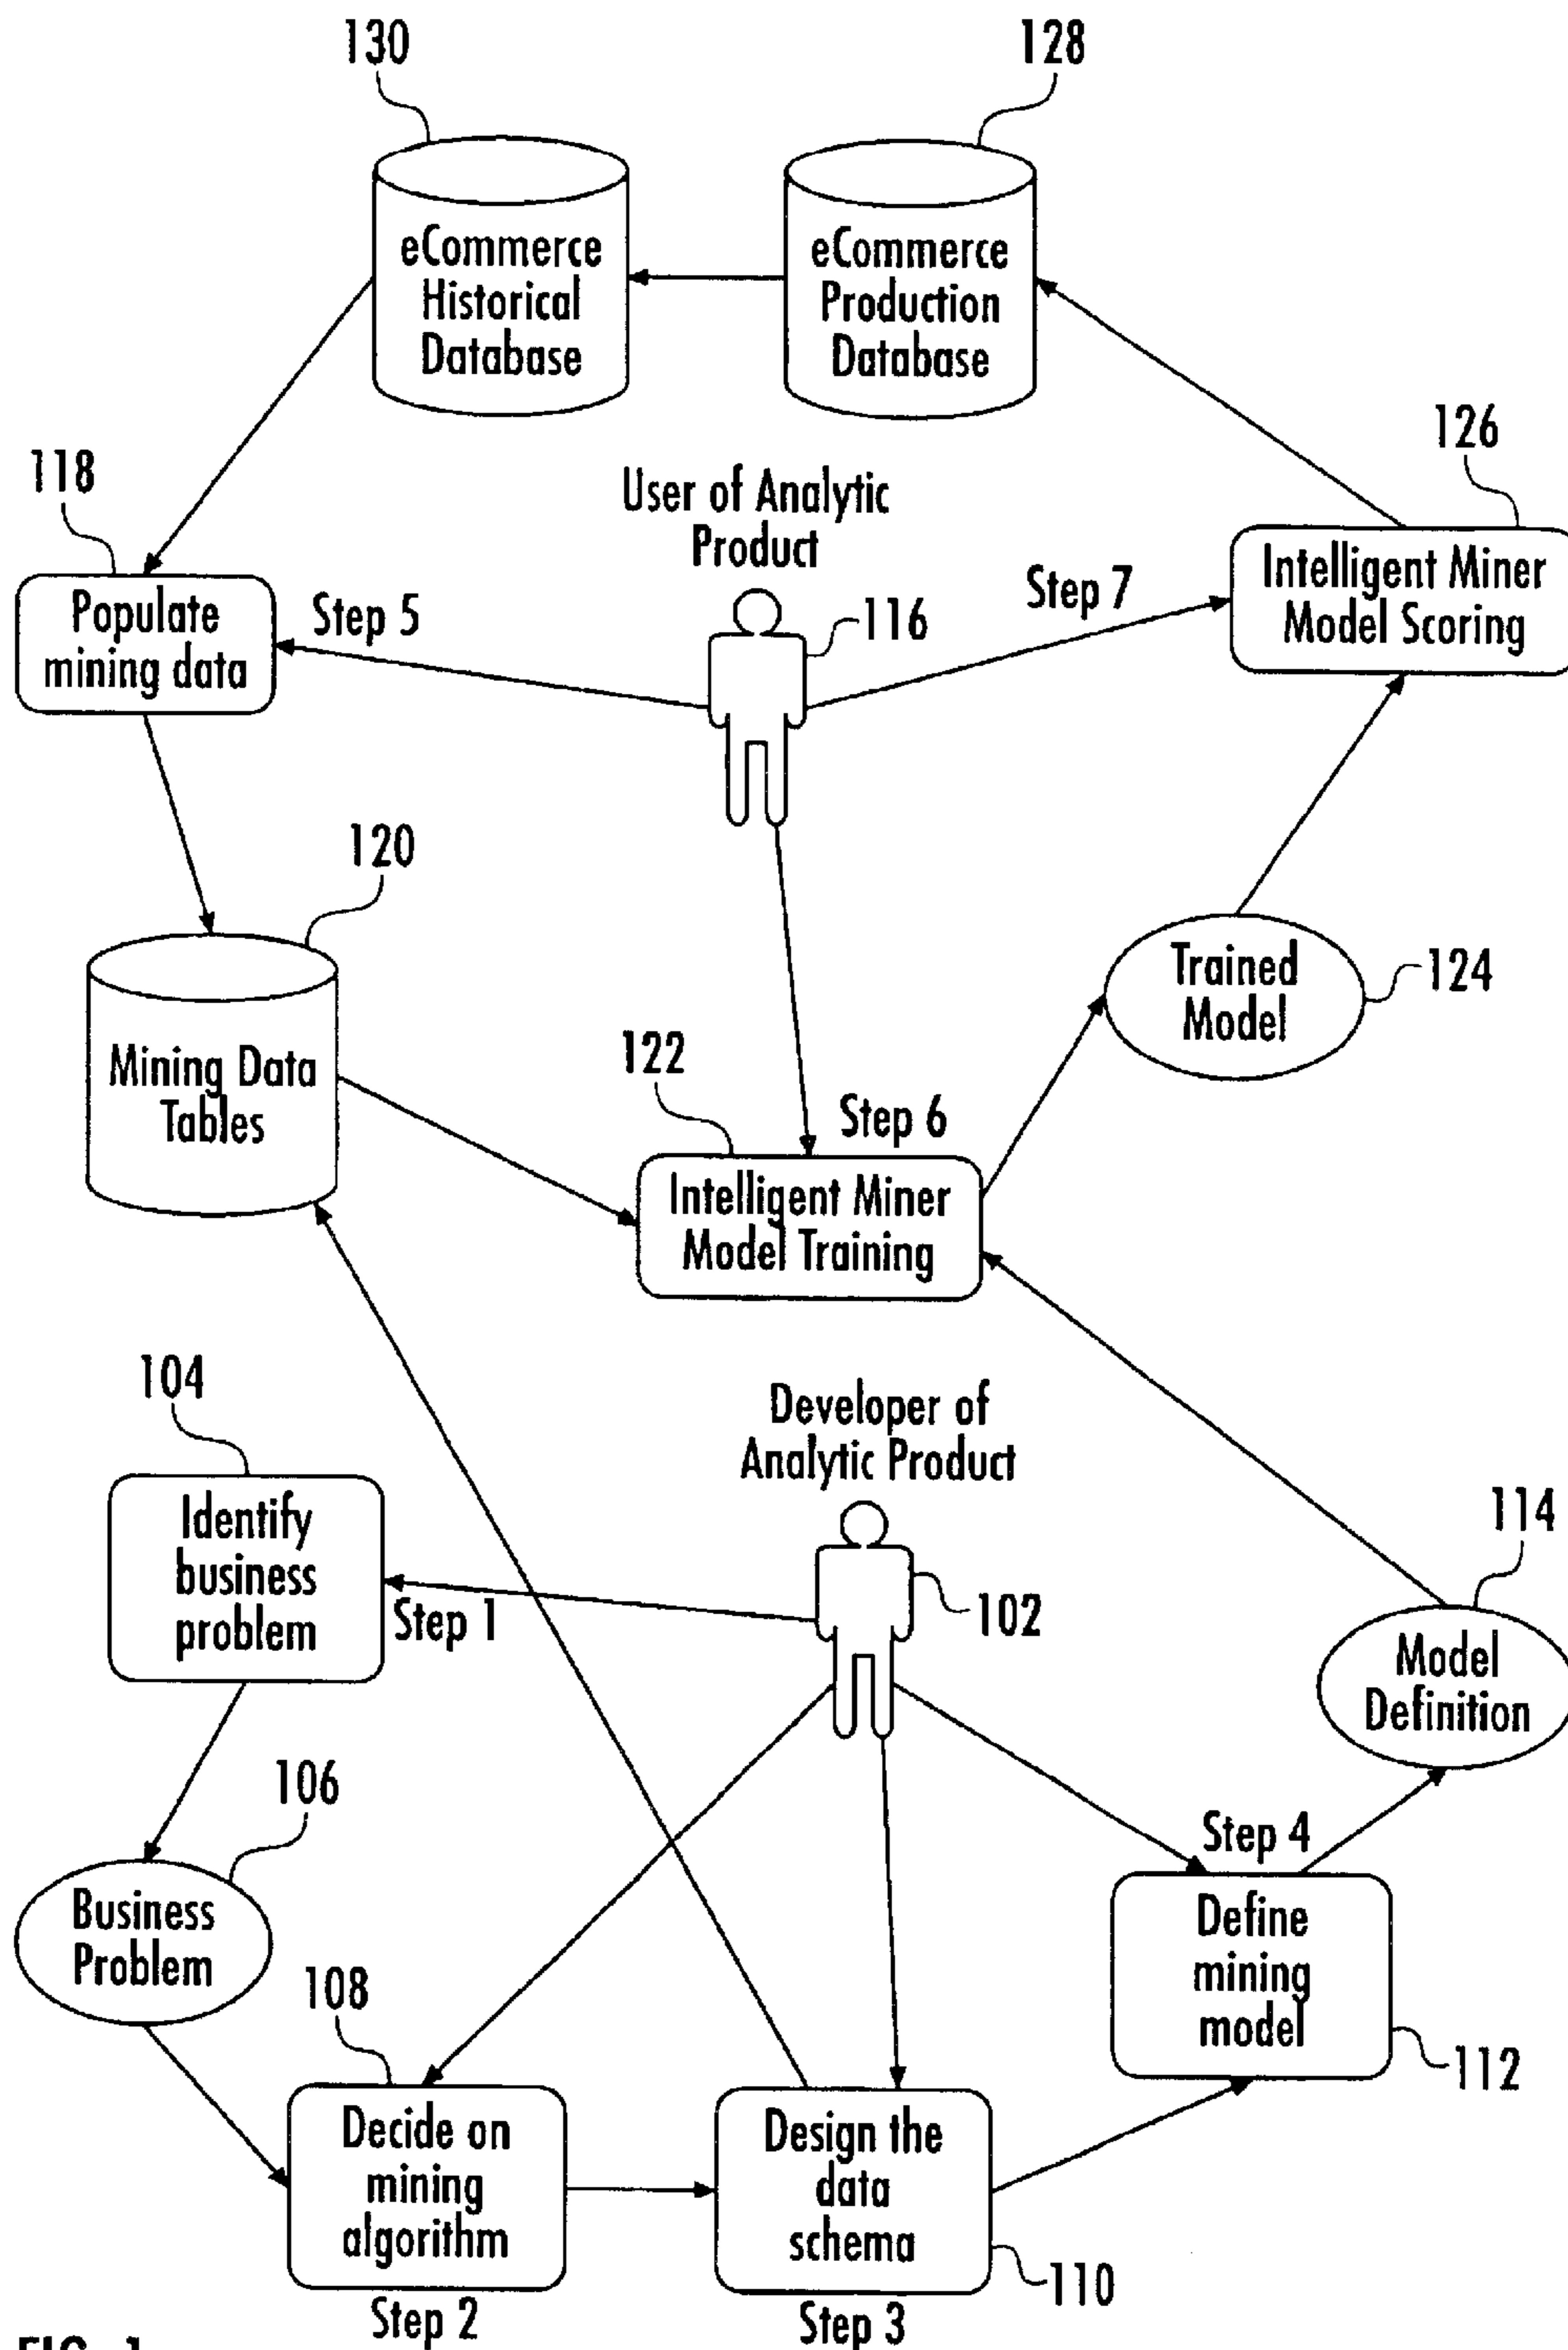 130
128
eCommerce
Historical
Database
eCommerce
Production
Database
126
118
User of Analytic
Product
Intelligent Miner
Model Scoring
Step 7
Populate
mining data
Step 5
116
120
Trained
Model
124
Mining Data
Tables
122
Step 6
Intelligent Miner
Model Training
104
Developer of
Analytic Product
114
Identify
business
problem
Step 1
102
Model
Definition
106
Step 4
Business
Problem
Define
mining
model
108
112
Decide on
mining
algorithm
Design the
data
schema
110
Step 2
Step 3
FIG. 1